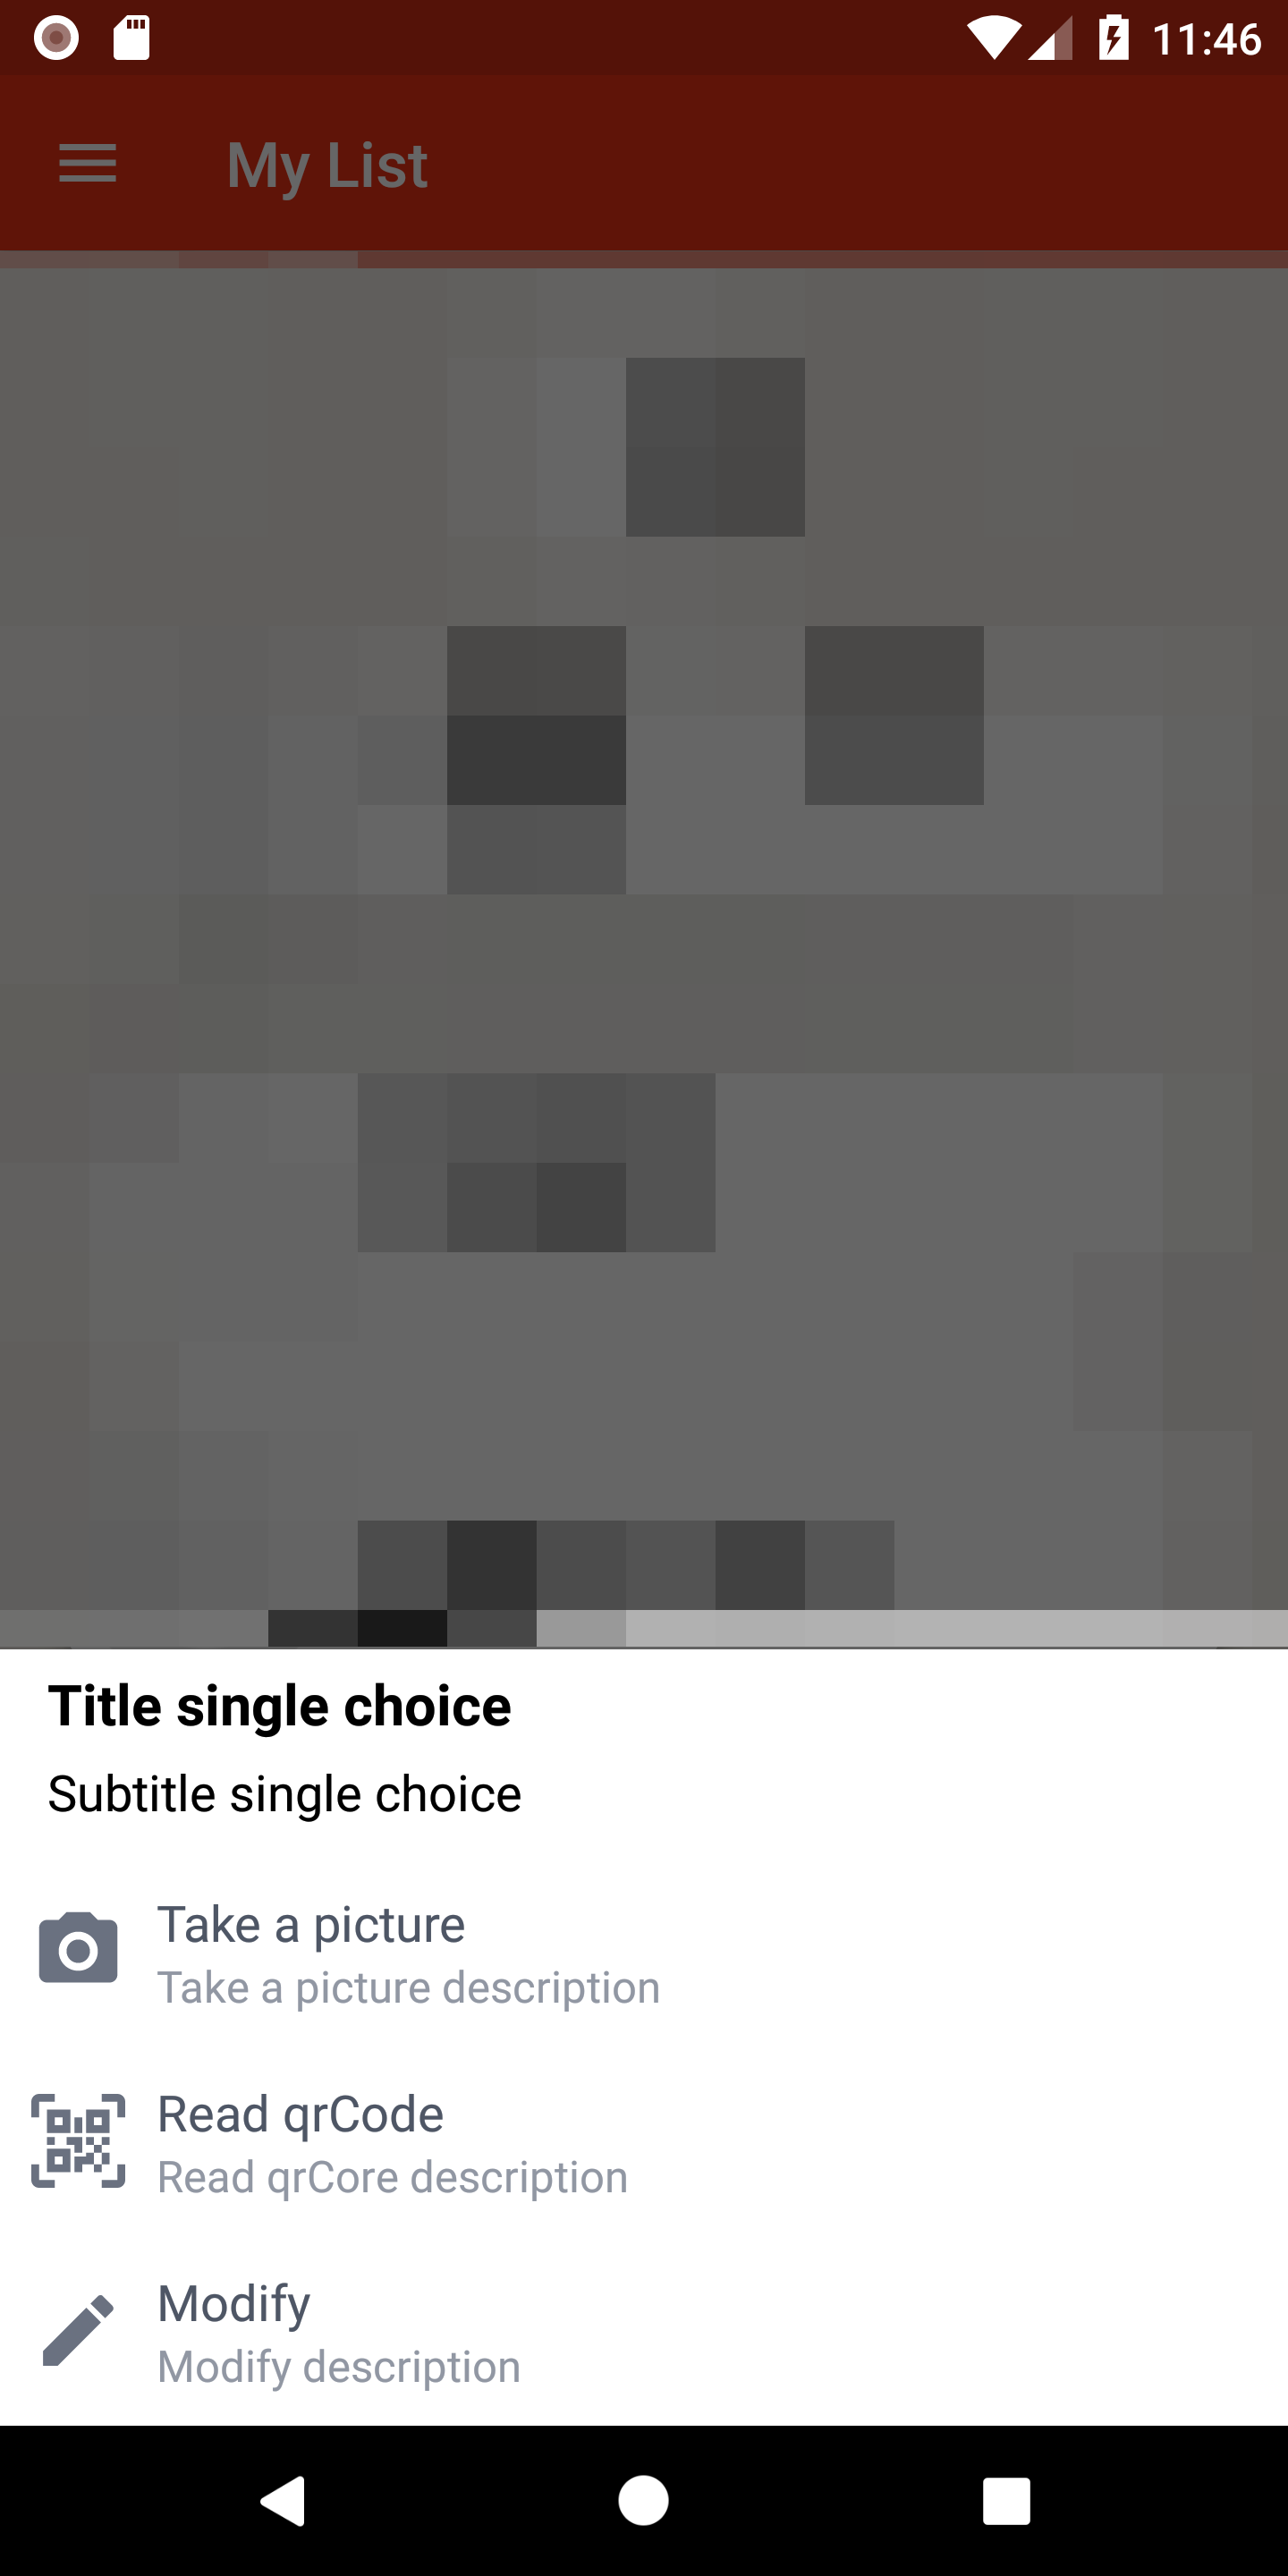 11:46
My List
Title single choice
Subtitle single choice
Take a picture
Take a picture description
Read qrCode
Read qrCore description
Modify
Modify description